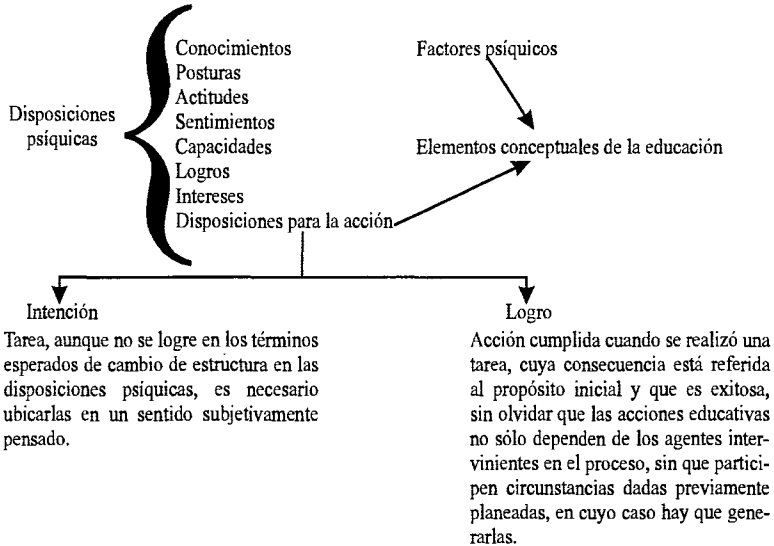 Disposiciones
psíquicas
Conocimientos
Posturas
Actitudes
Sentimientos
Capacidades
Logros
Intereses
Disposiciones para la acción
Factores psíquicos
Elementos conceptuales de la educación
Intención
Tarea, aunque no se logre en los términos
esperados de cambio de estructura en las
disposiciones psíquicas, es necesario
ubicarlas en un sentido subjetivamente
pensado.
Logro
Acción cumplida cuando se realizó una
tarea, cuya consecuencia está referida
al propósito inicial y que es exitosa,
sin olvidar que las acciones educativas
no sólo dependen de los agentes inter-
vinientes en el proceso, sin que partici-
pen circunstancias dadas previamente
planeadas, en cuyo caso hay que gene-
rarlas.